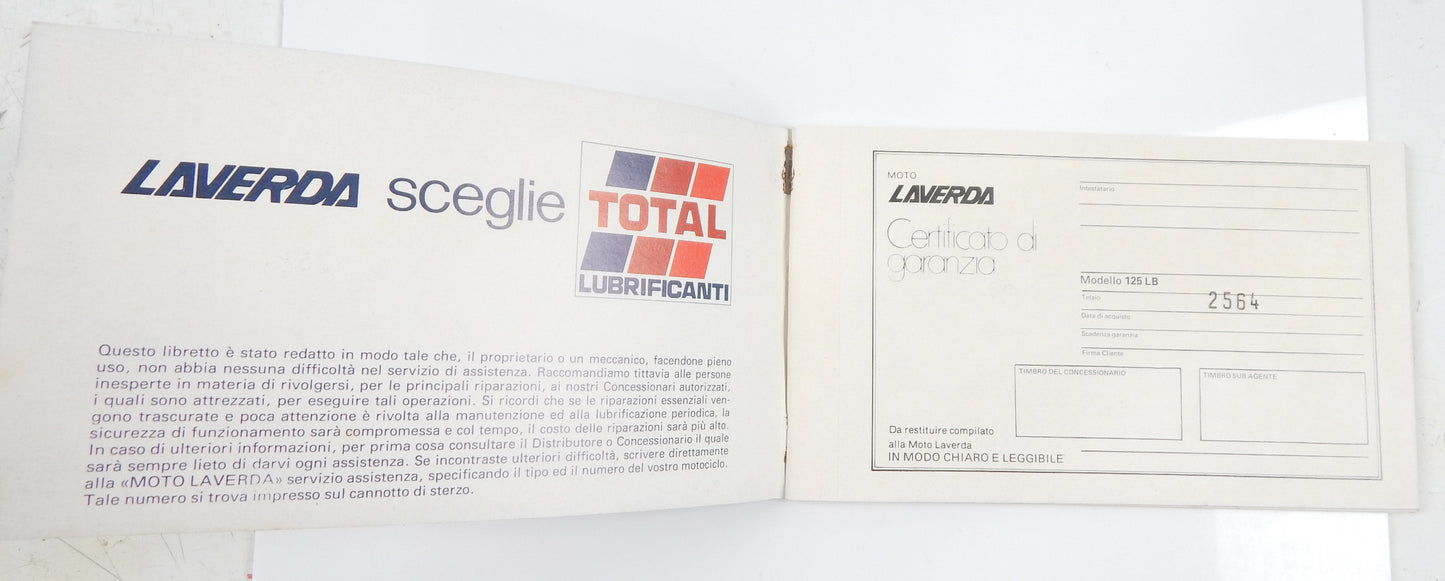 LAVERDA sceglie TOTAL LUBRIFICANTI
Questo libretto è stato redatto in modo tale che, il proprietario o un meccanico, facendone pieno
uso, non abbia nessuna difficoltà nel servizio di assistenza. Raccomandiamo tittavia alle persone
inesperte in materia di rivolgersi, per le principali riparazioni, ai nostri Concessionari autorizzati,
i quali sono attrezzati, per eseguire tali operazioni. Si ricordi che se le riparazioni essenziali ven-
gono trascurate e poca attenzione è rivolta alla manutenzione ed alla lubrificazione periodica, la
sicurezza di funzionamento sarà compromessa e col tempo, il costo delle riparazioni sarà più alto.
In caso di ulteriori informazioni, per prima cosa consultare il Distributore o Concessionario il quale
sarà sempre lieto di darvi ogni assistenza. Se incontraste ulteriori difficoltà, scrivere direttamente
alla «MOTO LAVERDA» servizio assistenza, specificando il tipo ed il numero del vostro motociclo.
Tale numero si trova impresso sul cannotto di sterzo.
MOTO
LAVERDA
Certificato di
garanzia
Intestatario
Modello 125 LB
Telaio 2564
Data di acquisto
Scadenza garanzia
Firma Cliente
TIMBRO DEL CONCESSIONARIO
TIMBRO SUB AGENTE
Da restituire compilato
alla Moto Laverda
IN MODO CHIARO E LEGGIBILE